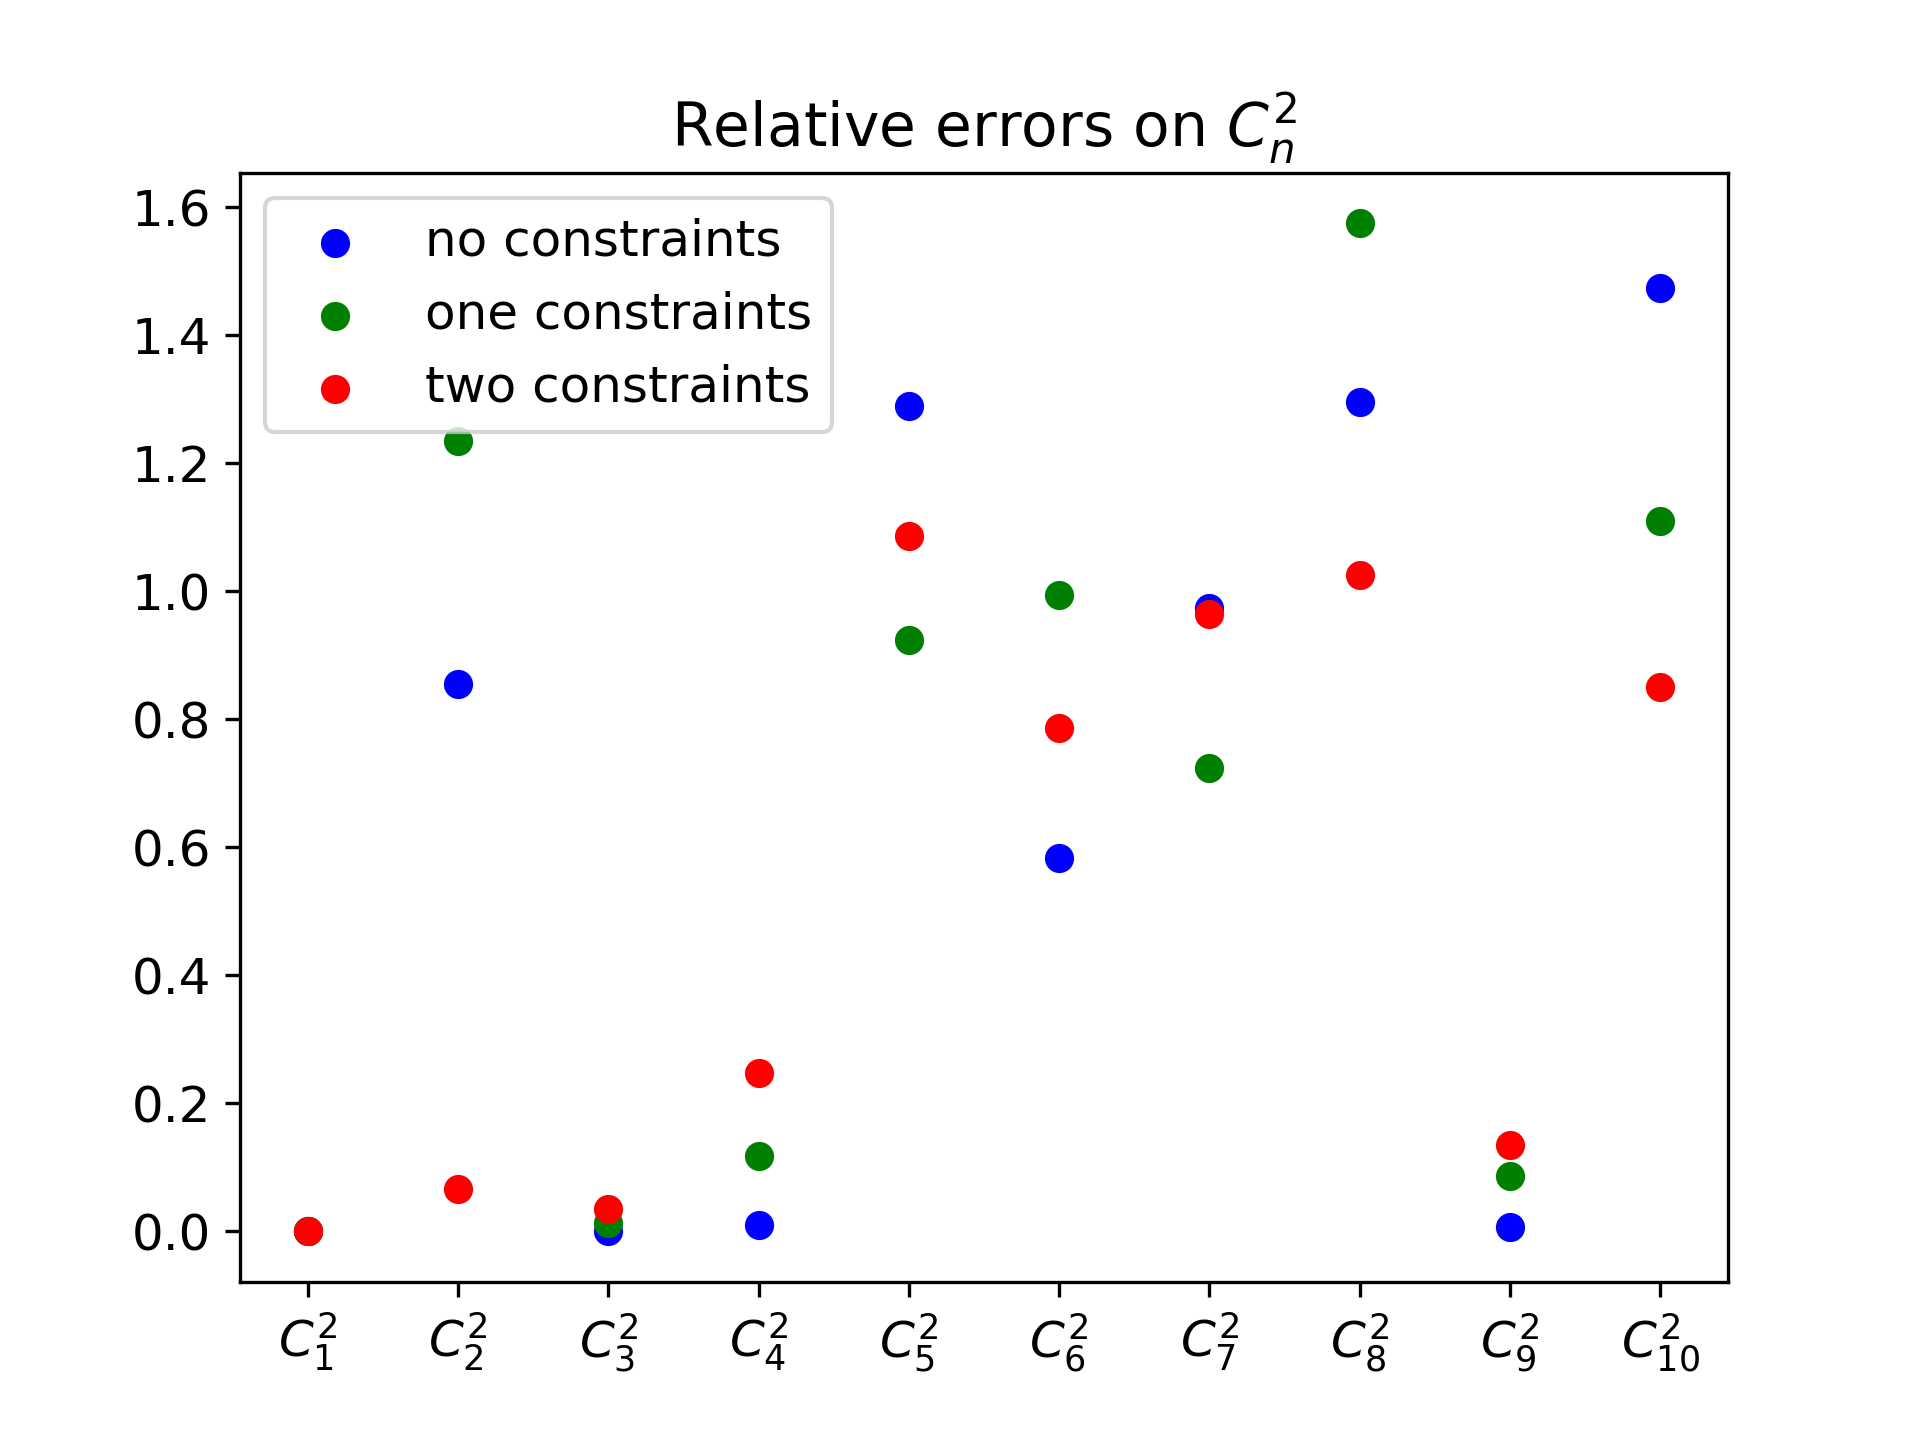 Relative errors on $C_n^2$
1.6
1.4
1.2
1.0
0.8
0.6
0.4
0.2
0.0
no constraints
one constraints
two constraints
$C_1^2$ $C_2^2$ $C_3^2$ $C_4^2$ $C_5^2$ $C_6^2$ $C_7^2$ $C_8^2$ $C_9^2$ $C_{10}^2$